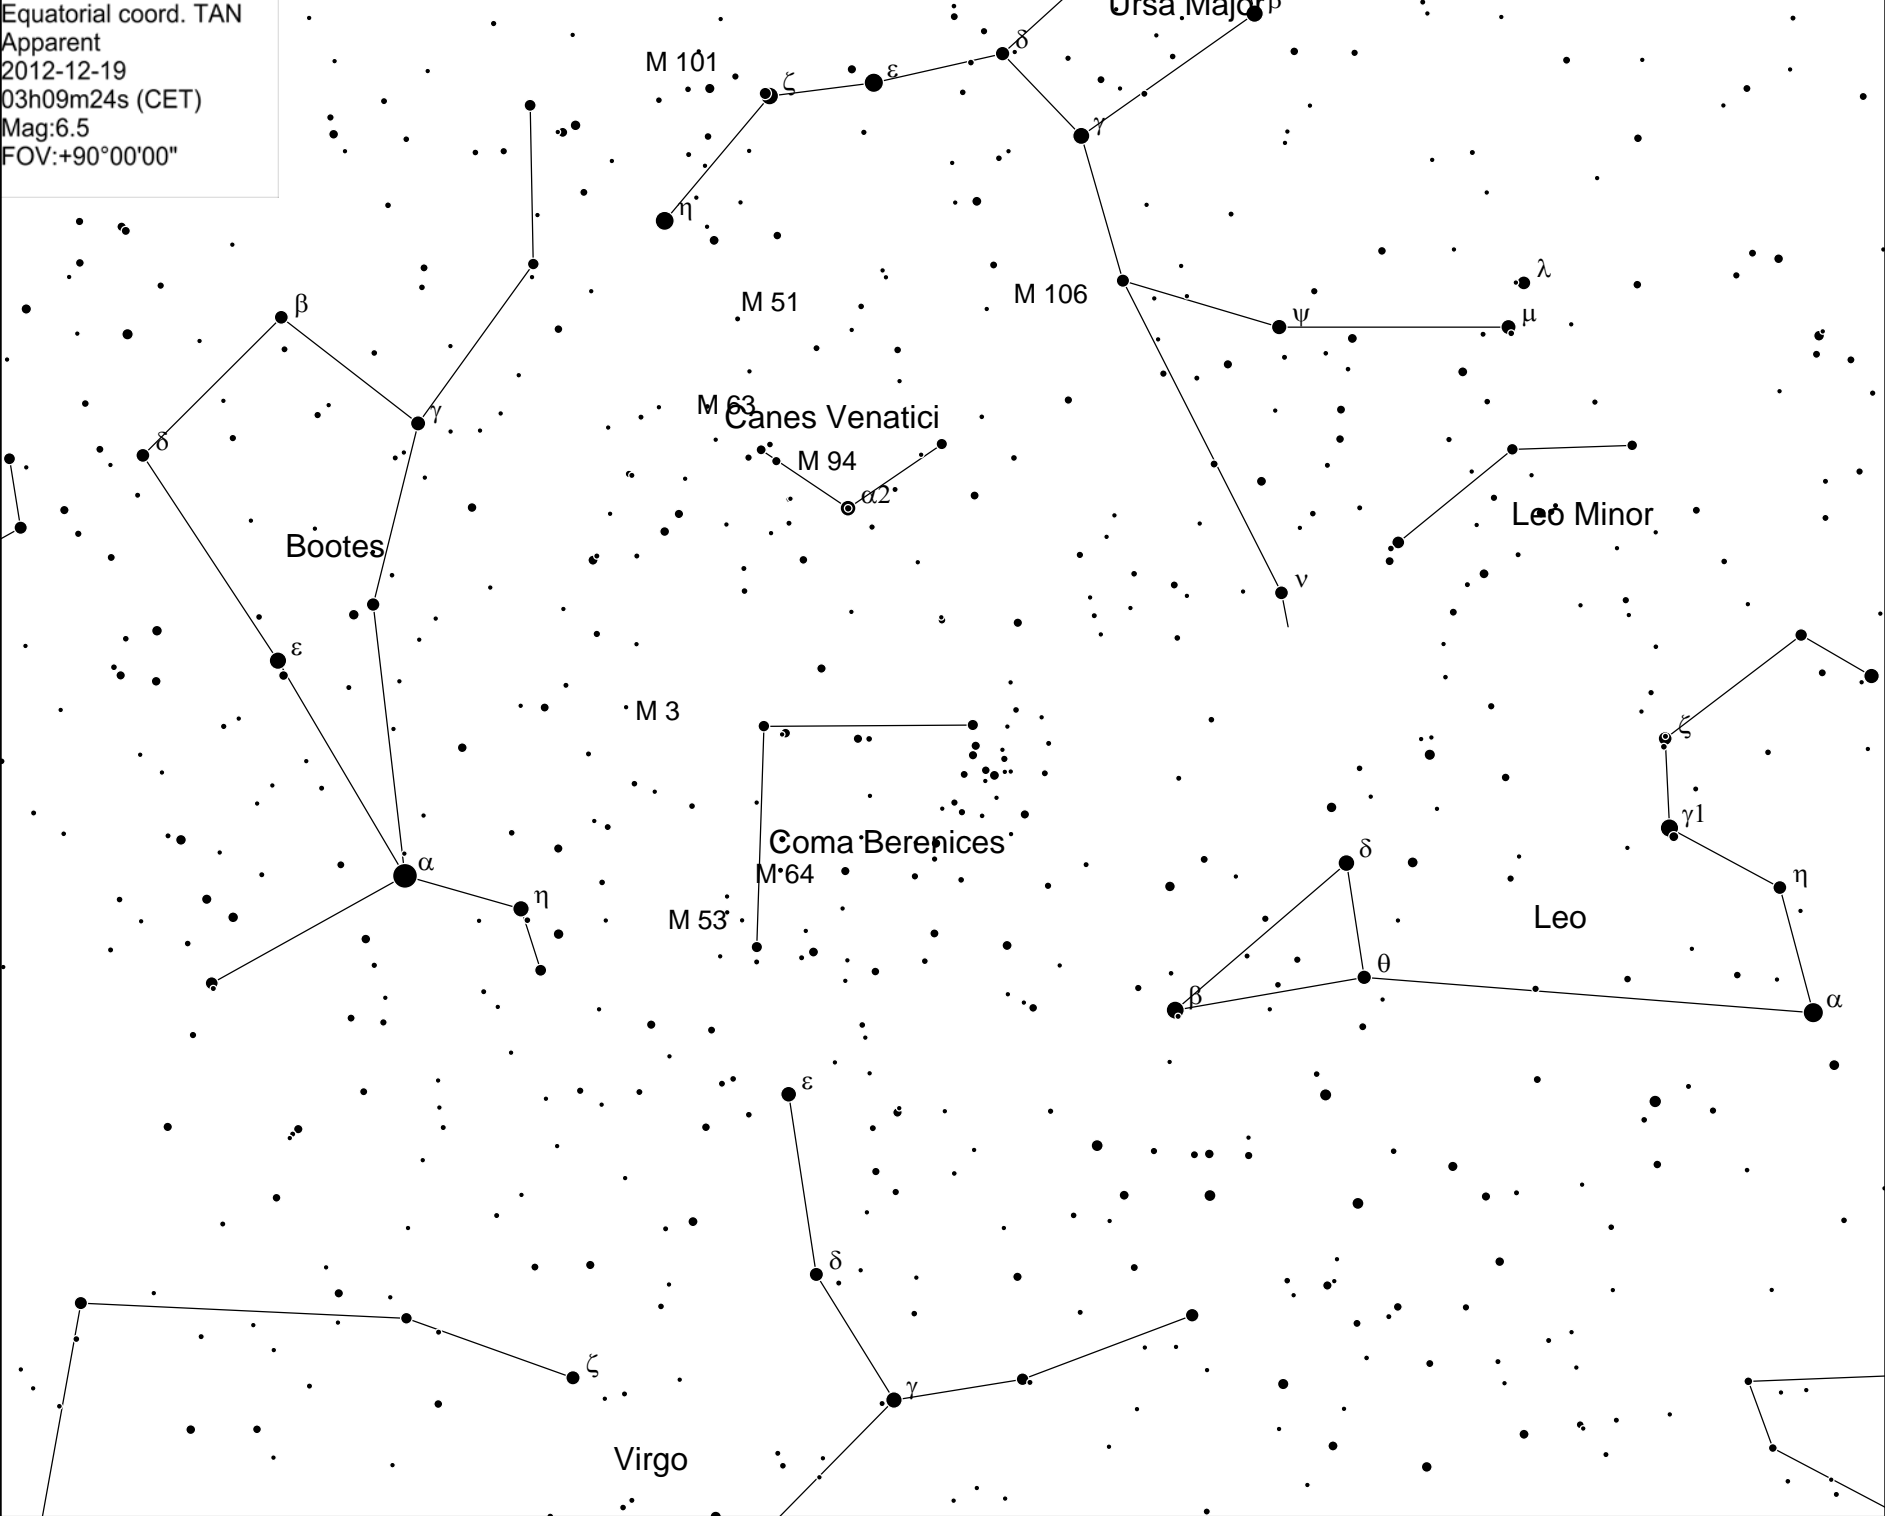 Equatorial coord. TAN
Apparent
2012-12-19
03h09m24s (CET)
Mag:6.5
FOV:+90°00'00"
Ursa Major
β
δ
M 101
ζ
ε
γ
η
λ
M 51
M 106
β
ψ
μ
M 63
γ
Canes Venatici
δ
M 94
α2
Leo Minor
Bootes
ν
ε
M 3
ζ
γ1
Coma Berenices
δ
α
M 64
η
η
M 53
Leo
θ
β
α
ε
δ
ζ
γ
Virgo